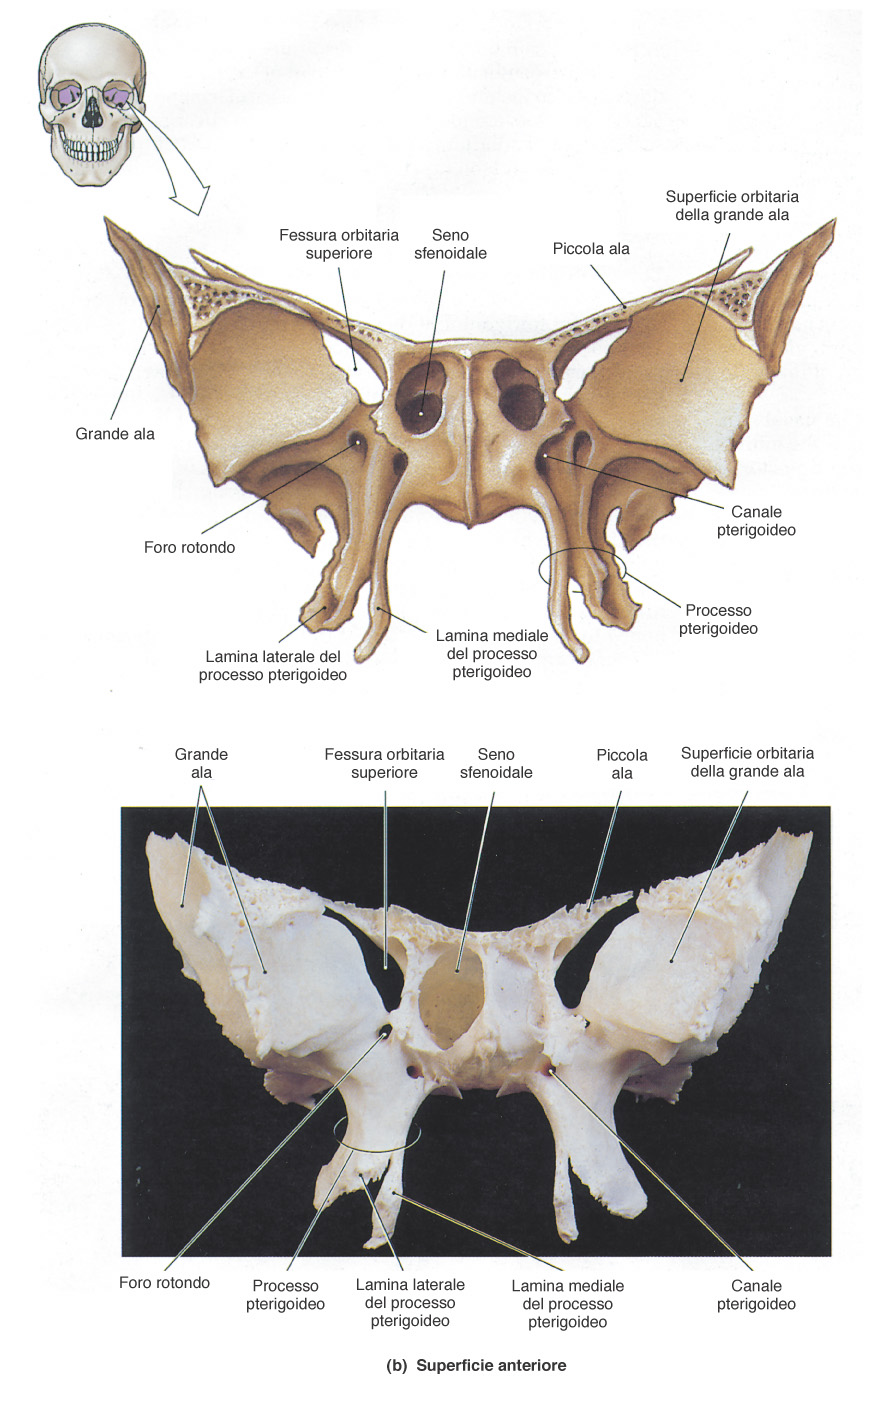 Superficie orbitaria
della grande ala
Fessura orbitaria
superiore
Seno
sfenoidale
Piccola ala
Grande ala
Foro rotondo
Canale
pterigoideo
Processo
pterigoideo
Lamina laterale del
processo pterigoideo
Lamina mediale
del processo
pterigoideo
Grande
ala
Fessura orbitaria
superiore
Seno
sfenoidale
Piccola
ala
Superficie orbitaria
della grande ala
Foro rotondo
Processo
pterigoideo
Lamina laterale
del processo
pterigoideo
Lamina mediale
del processo
pterigoideo
Canale
pterigoideo
(b) Superficie anteriore